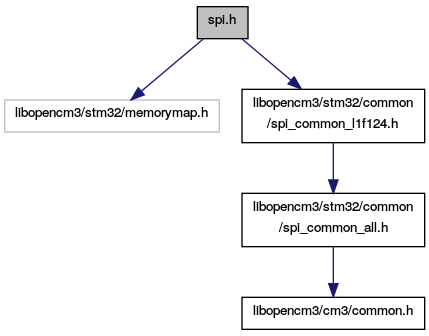 spi.h
libopencm3/stm32/memorymap.h
libopencm3/stm32/common
/spi_common_l1f124.h
libopencm3/stm32/common
/spi_common_all.h
libopencm3/cm3/common.h